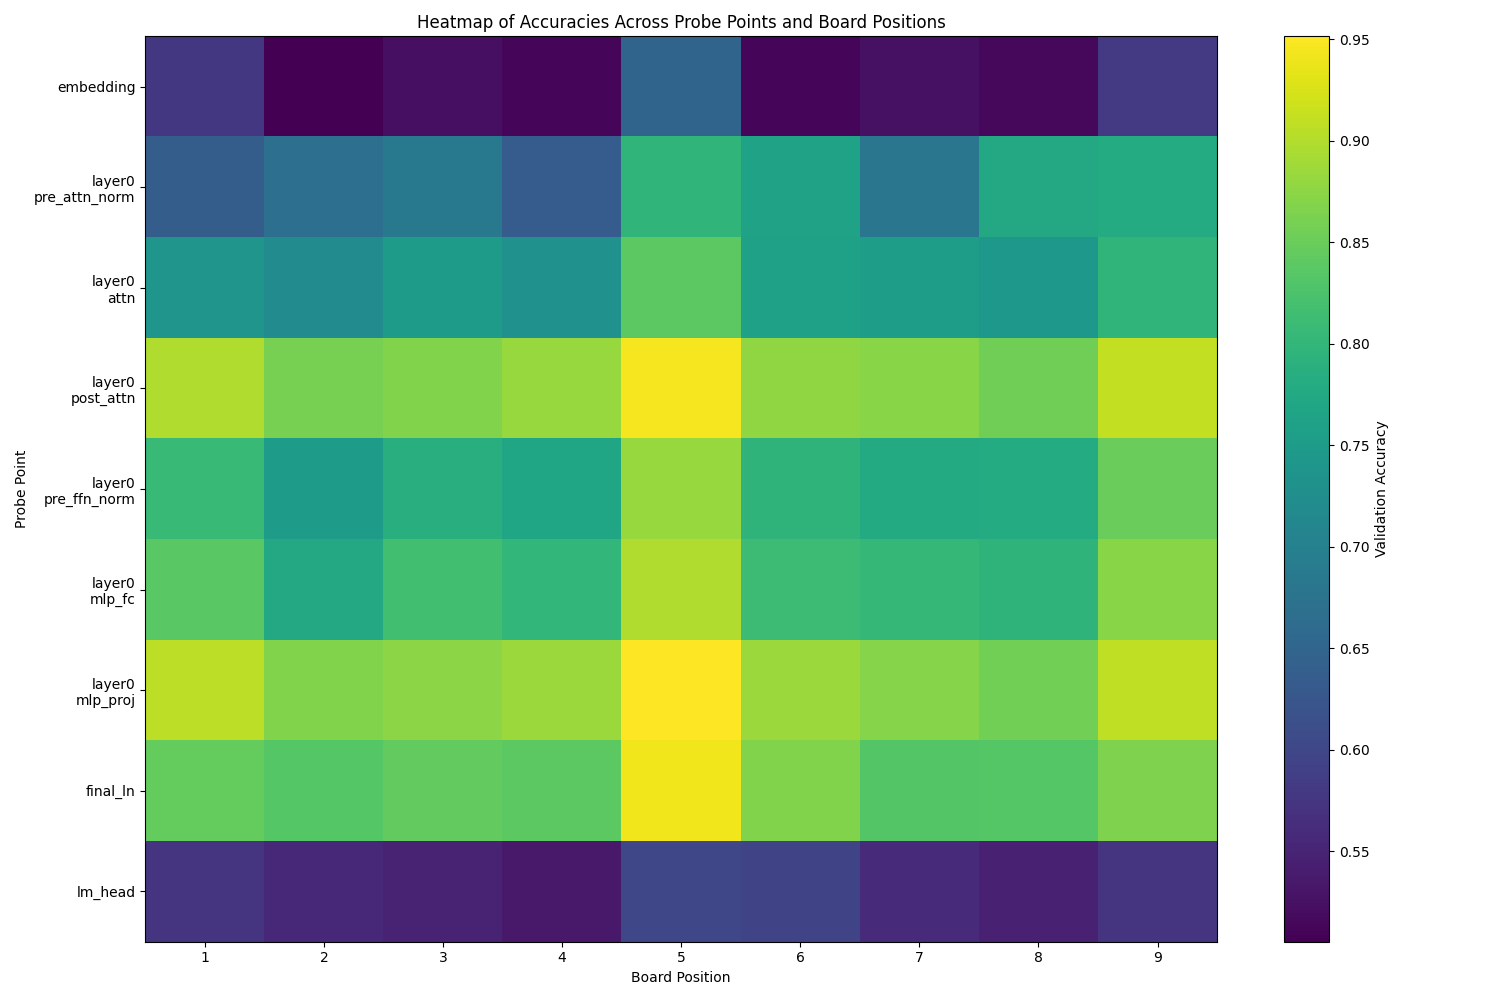 Heatmap of Accuracies Across Probe Points and Board Positions
Probe Point
embedding
layer0
pre_attn_norm
layer0
attn
layer0
post_attn
layer0
pre_ffn_norm
layer0
mlp_fc
layer0
mlp_proj
final_ln
lm_head
1 2 3 4 5 6 7 8 9
Board Position
0.95
0.90
0.85
0.80
0.75
0.70
0.65
0.60
0.55
Validation Accuracy